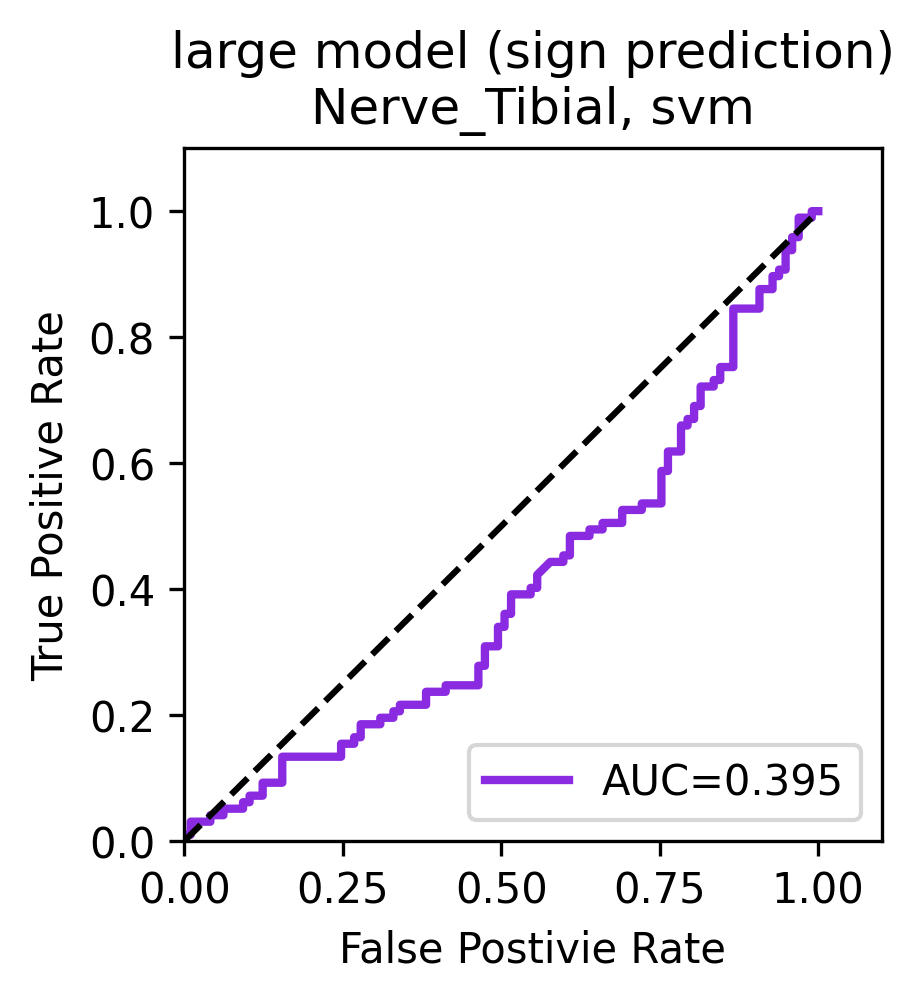 large model (sign prediction)
Nerve_Tibial, svm
True Positive Rate
1.0
0.8
0.6
0.4
0.2
0.0
AUC=0.395
0.00 0.25 0.50 0.75 1.00
False Postivie Rate